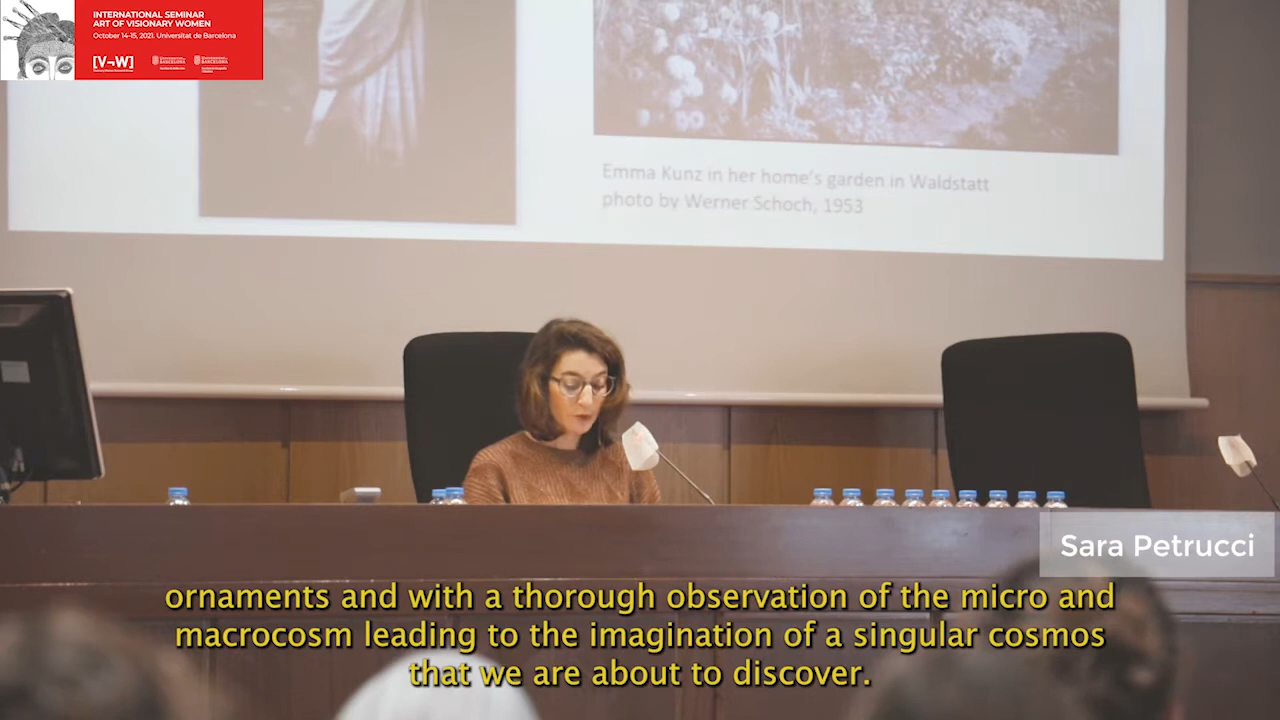 INTERNATIONAL SEMINAR
ART OF VISIONARY WOMEN
October 14-15, 2021. Universitat de Barcelona
[V¬W]
BARCELONA
BARCELONA
Emma Kunz in her home's garden in Waldstatt
photo by Werner Schoch, 1953
Sara Petrucci
ornaments and with a thorough observation of the micro and
macrocosm leading to the imagination of a singular cosmos
that we are about to discover.